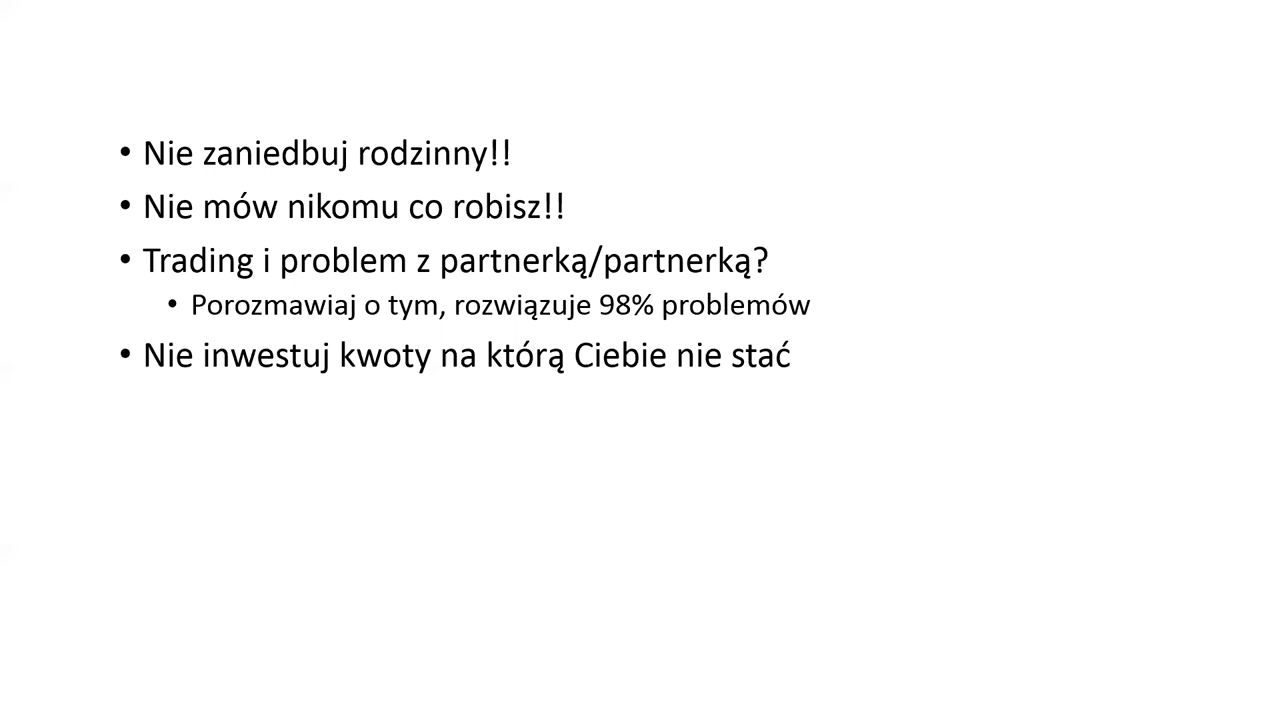 • Nie zaniedbuj rodzinny!!
• Nie mów nikomu co robisz!!
• Trading i problem z partnerką/partnerką?
• Porozmawiaj o tym, rozwiązuje 98% problemów
• Nie inwestuj kwoty na którą Ciebie nie stać